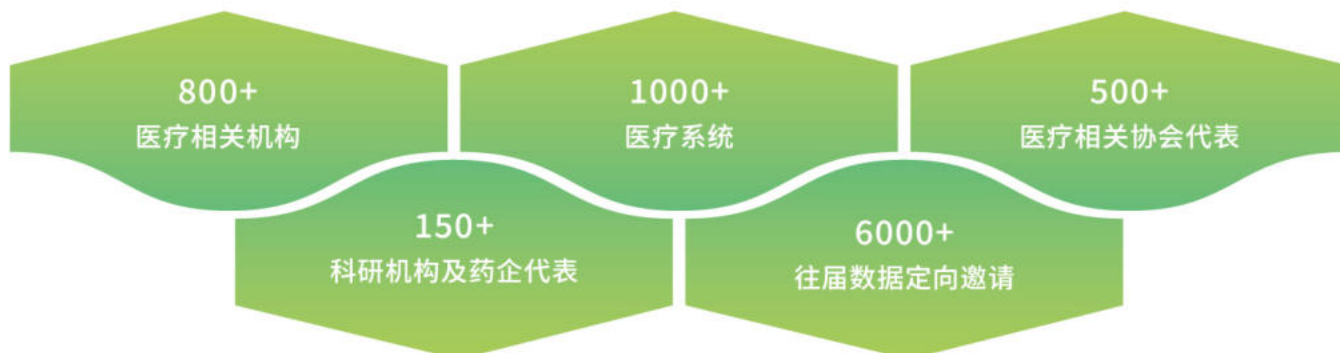 800+
医疗相关机构
1000+
医疗系统
500+
医疗相关协会代表
150+
科研机构及药企代表
6000+
往届数据定向邀请